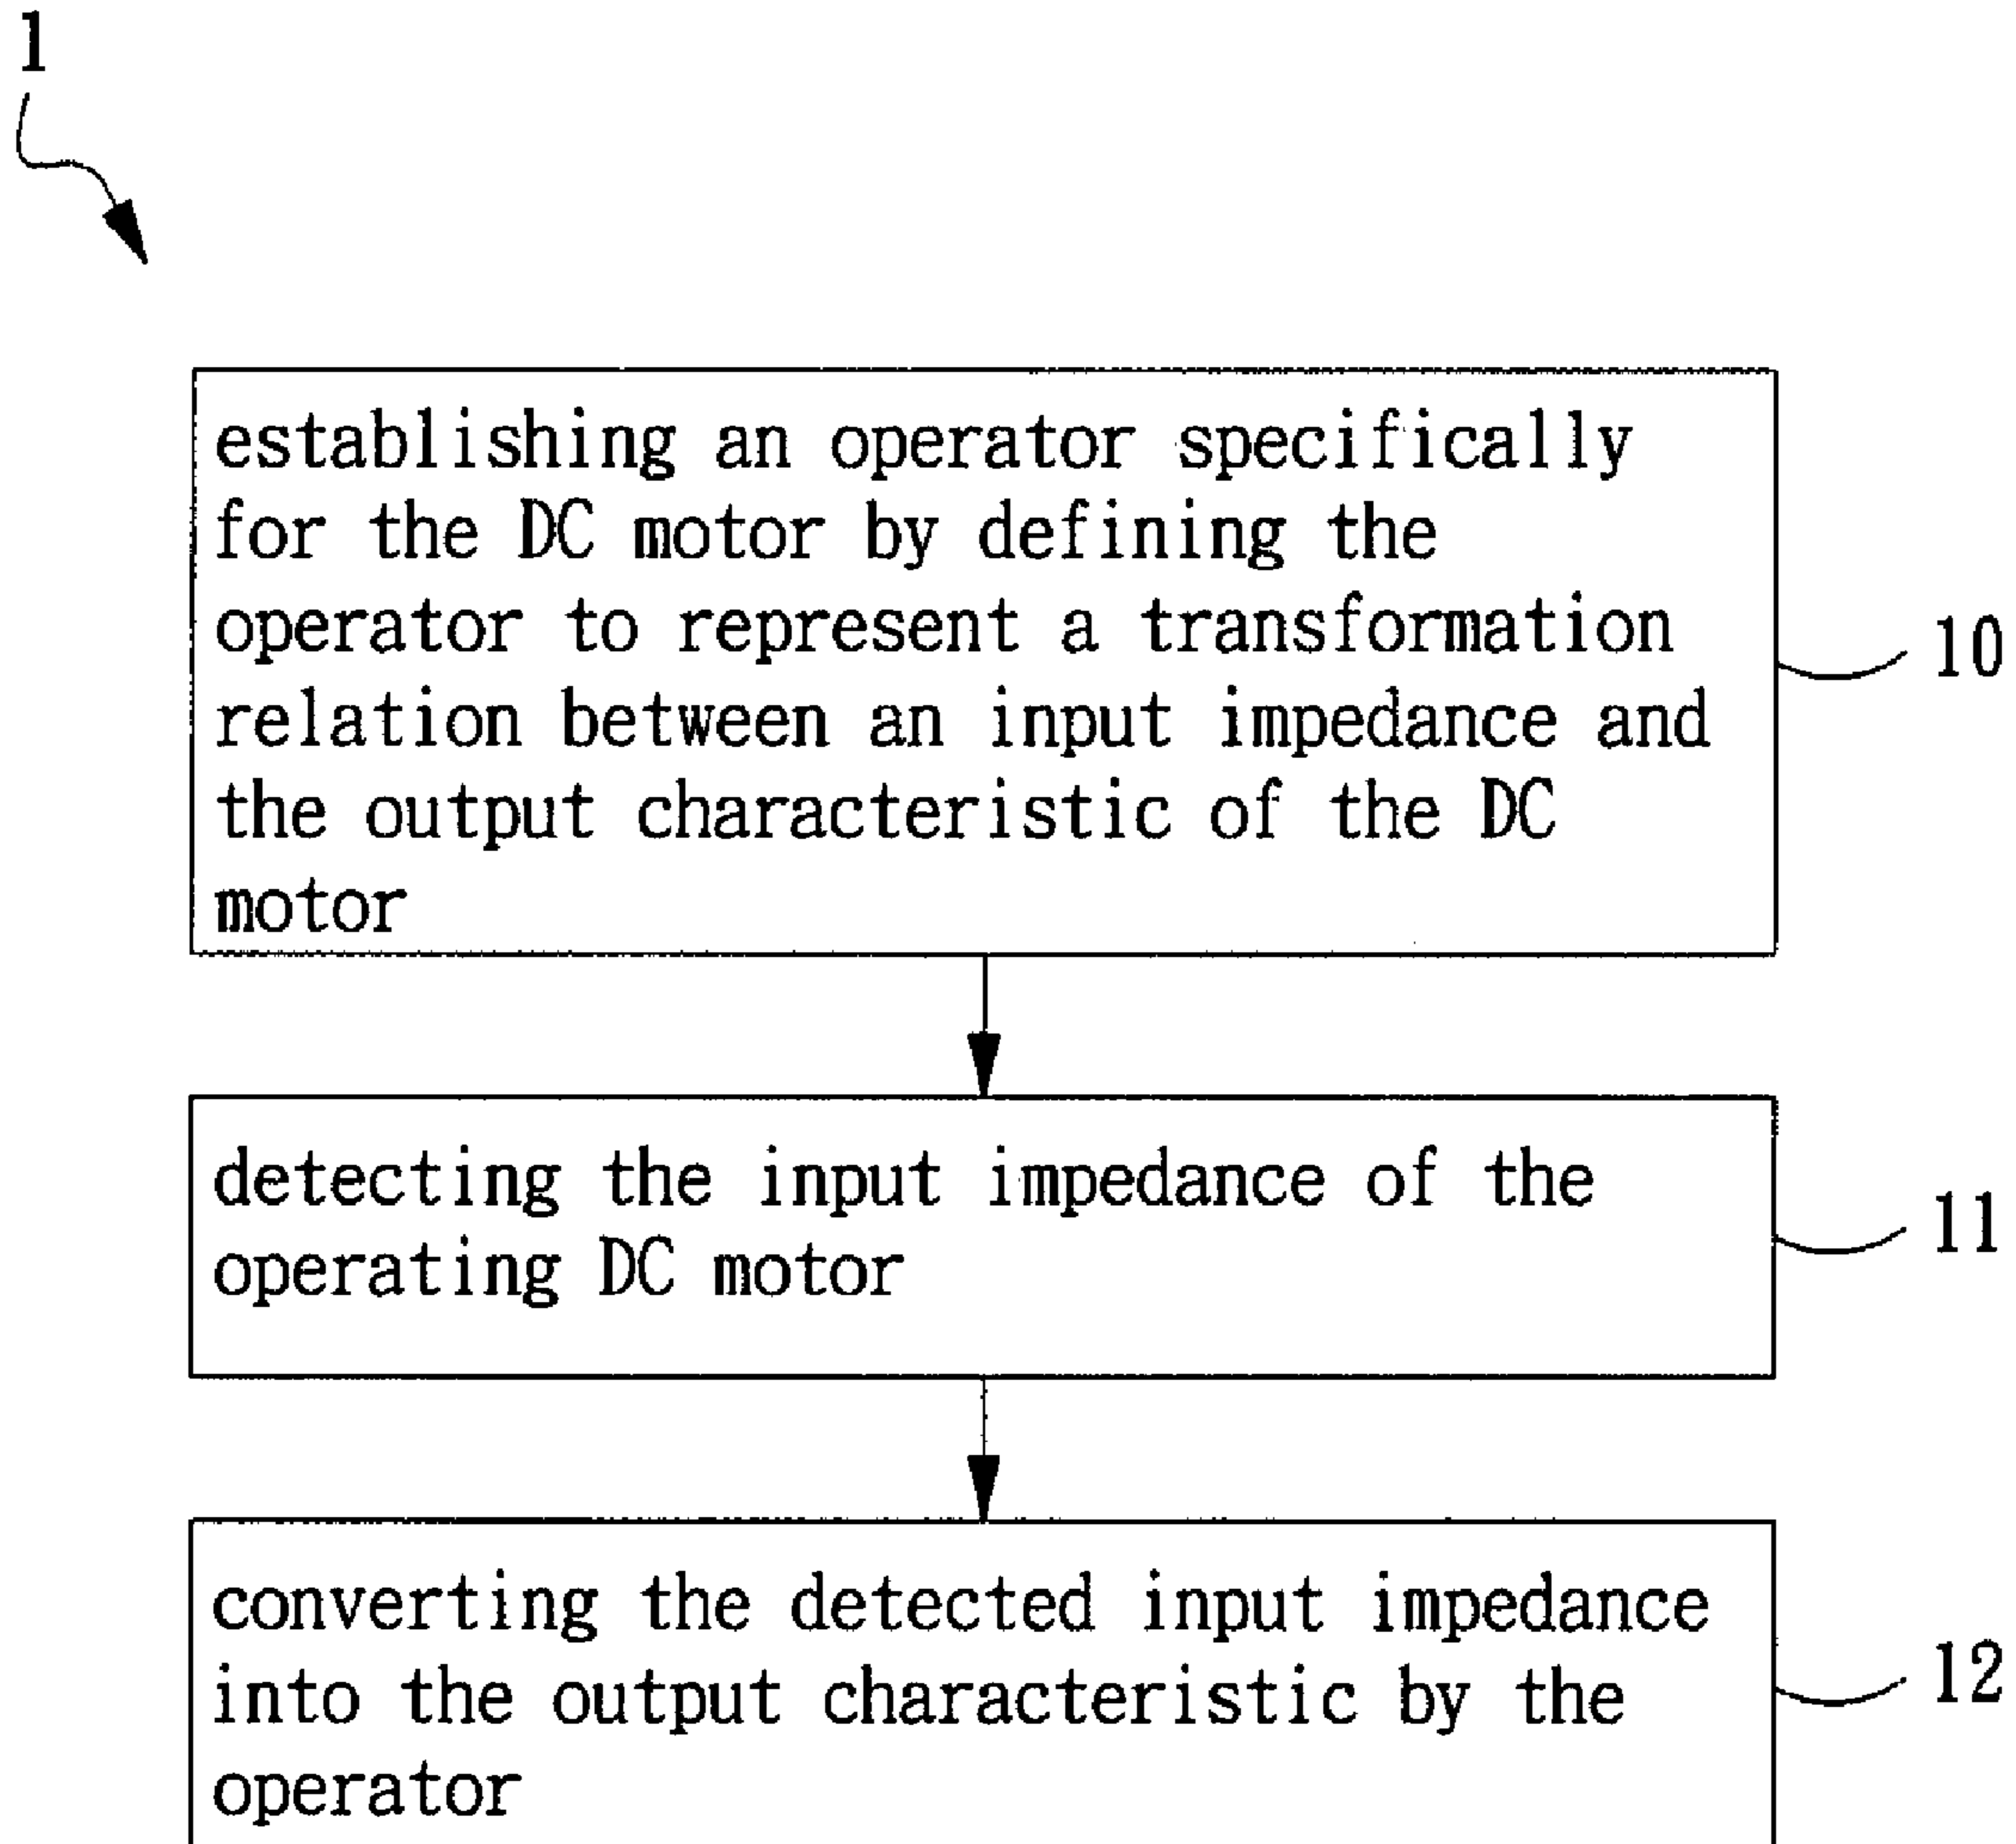 1
establishing an operator specifically
for the DC motor by defining the
operator to represent a transformation
relation between an input impedance and
the output characteristic of the DC
motor
10
detecting the input impedance of the
operating DC motor
11
converting the detected input impedance
into the output characteristic by the
operator
12